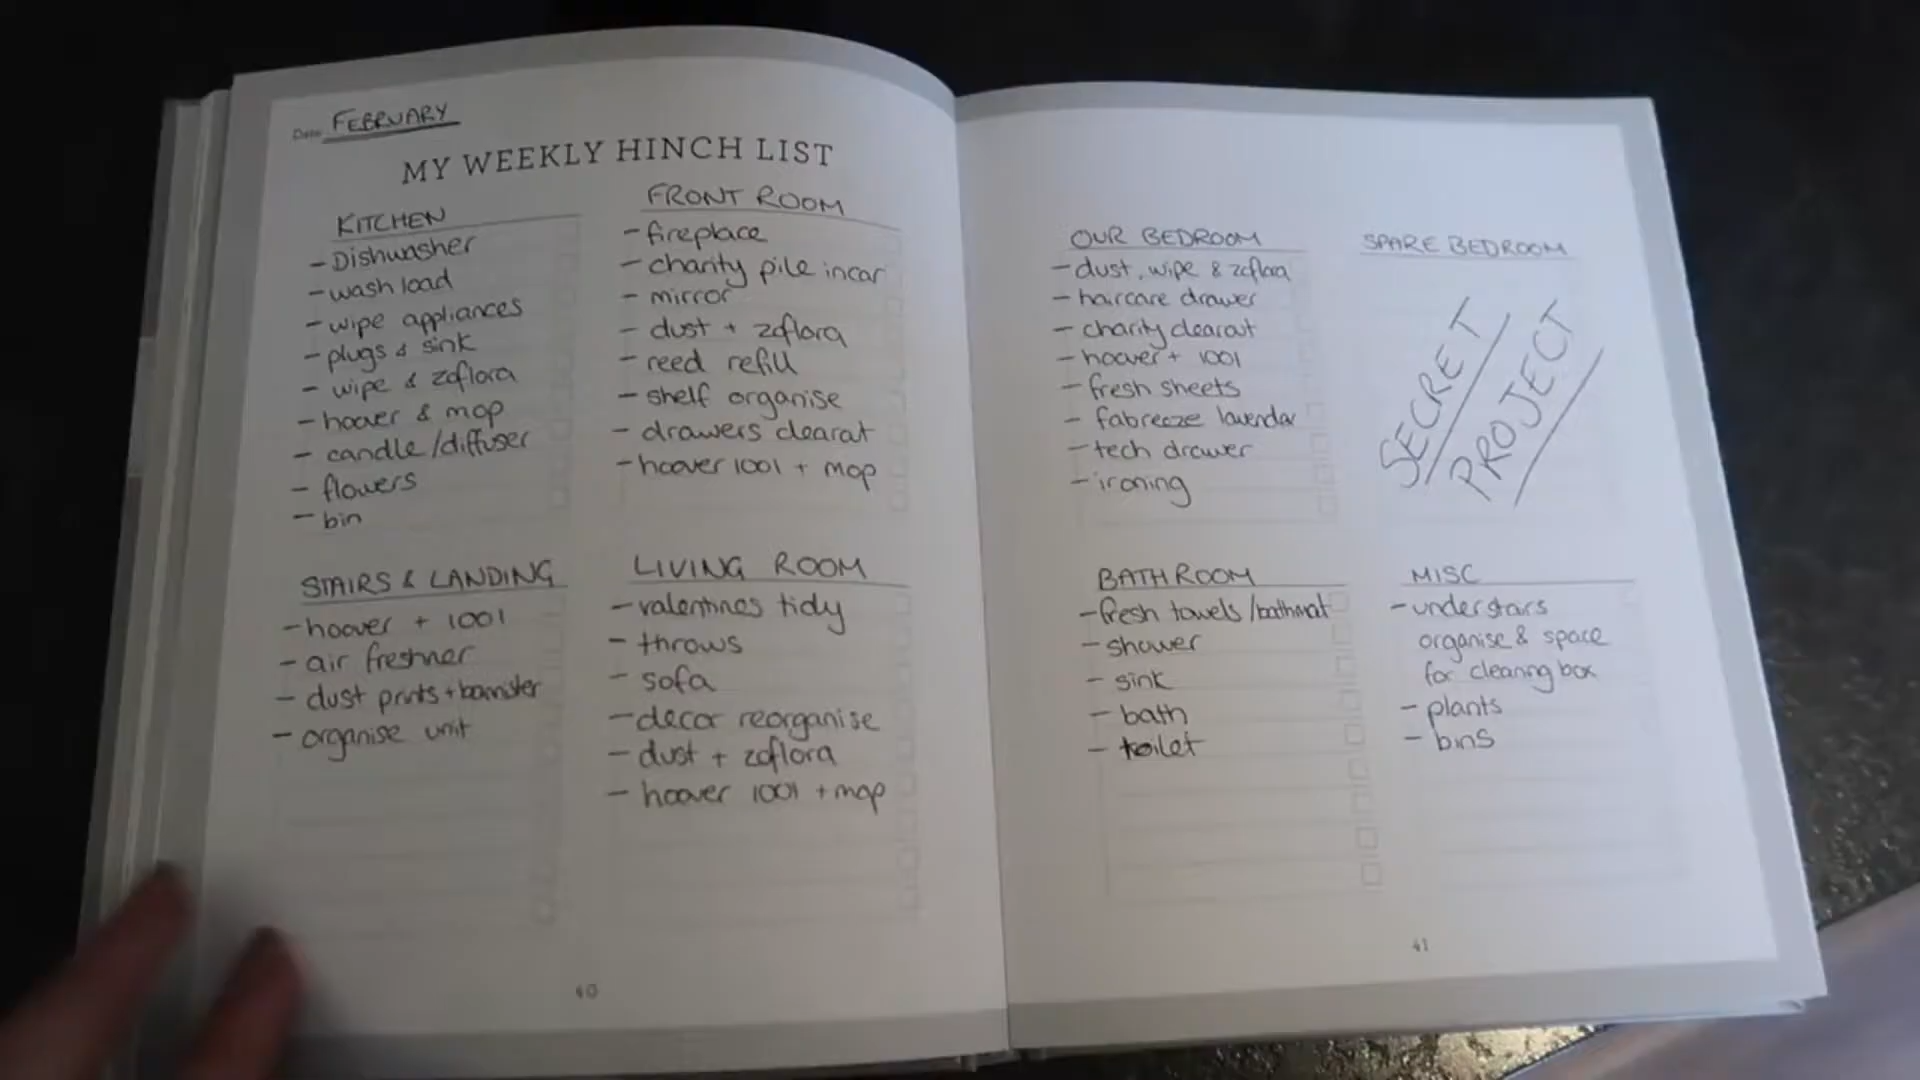 Date FEBRUARY
MY WEEKLY HINCH LIST
KITCHEN
- Dishwasher
- wash load
- wipe appliances
- plugs & sink
- wipe & zoflora
- hoover & mop
- candle/diffuser
- flowers
- bin
FRONT ROOM
- fireplace
- charity pile in car
- mirror
- dust + zoflora
- reed refill
- shelf organise
- drawers clearout
- hoover 1001 + mop
STAIRS & LANDING
- hoover + 1001
- air freshner
- dust prints + bannister
- organise unit
LIVING ROOM
- valentines tidy
- throws
- sofa
- decor reorganise
- dust + zoflora
- hoover 1001 + mop
40
OUR BEDROOM
- dust, wipe & zoflora
- haircare drawer
- charity clearout
- hoover + 1001
- fresh sheets
- fabreeze lavendar
- tech drawer
- ironing
SPARE BEDROOM
SECRET
PROJECT
BATHROOM
- fresh towels/bathmat
- shower
- sink
- bath
- toilet
MISC
- understairs
organise & space
for cleaning box
- plants
- bins
41